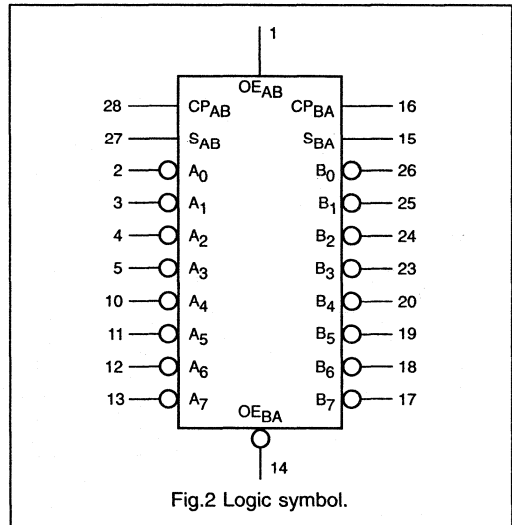 1
OE_AB
28 CP_AB CP_BA 16
27 S_AB S_BA 15
2 A_0 B_0 26
3 A_1 B_1 25
4 A_2 B_2 24
5 A_3 B_3 23
10 A_4 B_4 20
11 A_5 B_5 19
12 A_6 B_6 18
13 A_7 B_7 17
OE_BA
14
Fig.2 Logic symbol.